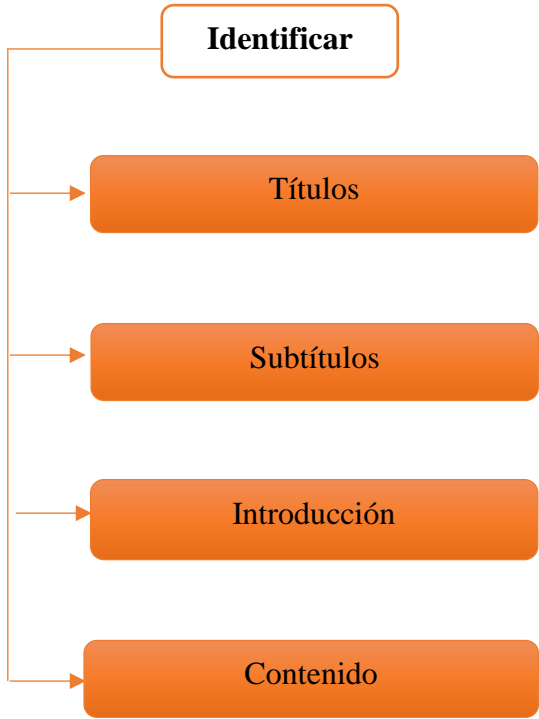 Identificar
Títulos
Subtítulos
Introducción
Contenido